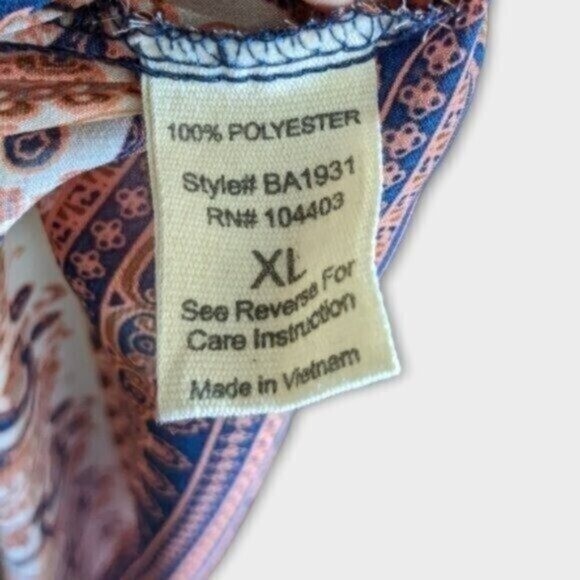 100% POLYESTER
Style# BA1931
RN# 104403
XL
See Reverse For
Care Instruction
Made in Vietnam